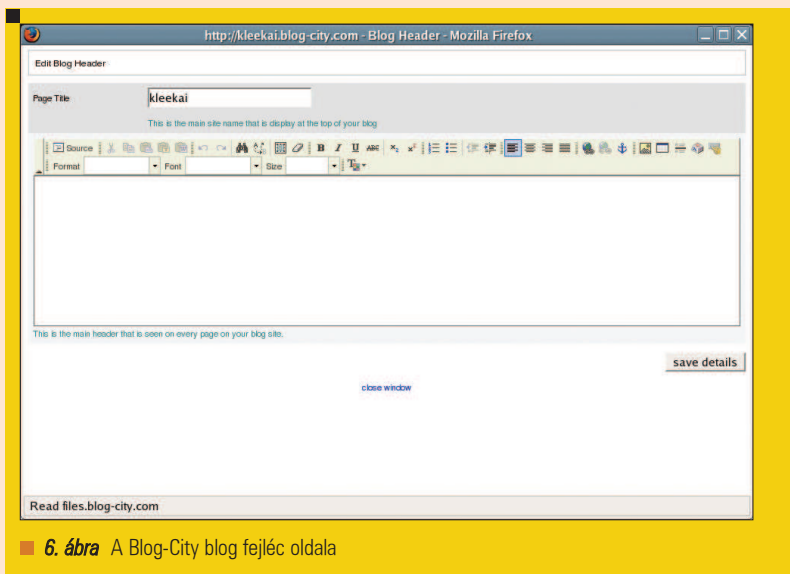 http://kleekai.blog-city.com - Blog Header - Mozilla Firefox
Edit Blog Header
Page Title kleekai
This is the main site name that is display at the top of your blog
Source B I U ABC
Format Font Size
This is the main header that is seen on every page on your blog site.
save details
close window
Read files.blog-city.com
6. ábra A Blog-City blog fejléc oldala